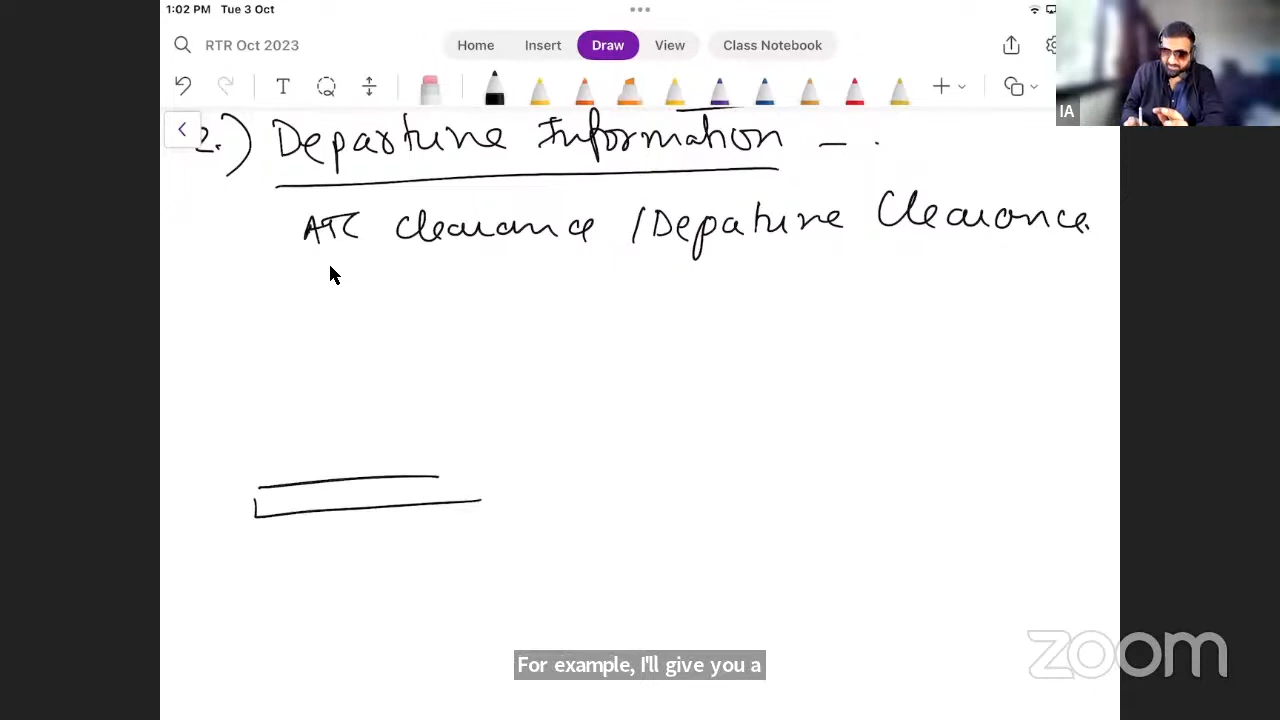 1:02 PM Tue 3 Oct
RTR Oct 2023
Home Insert Draw View Class Notebook
IA
2.) Departure Information -
ATC Clearance / Depature Clearance.
For example, I'll give you a
zoom